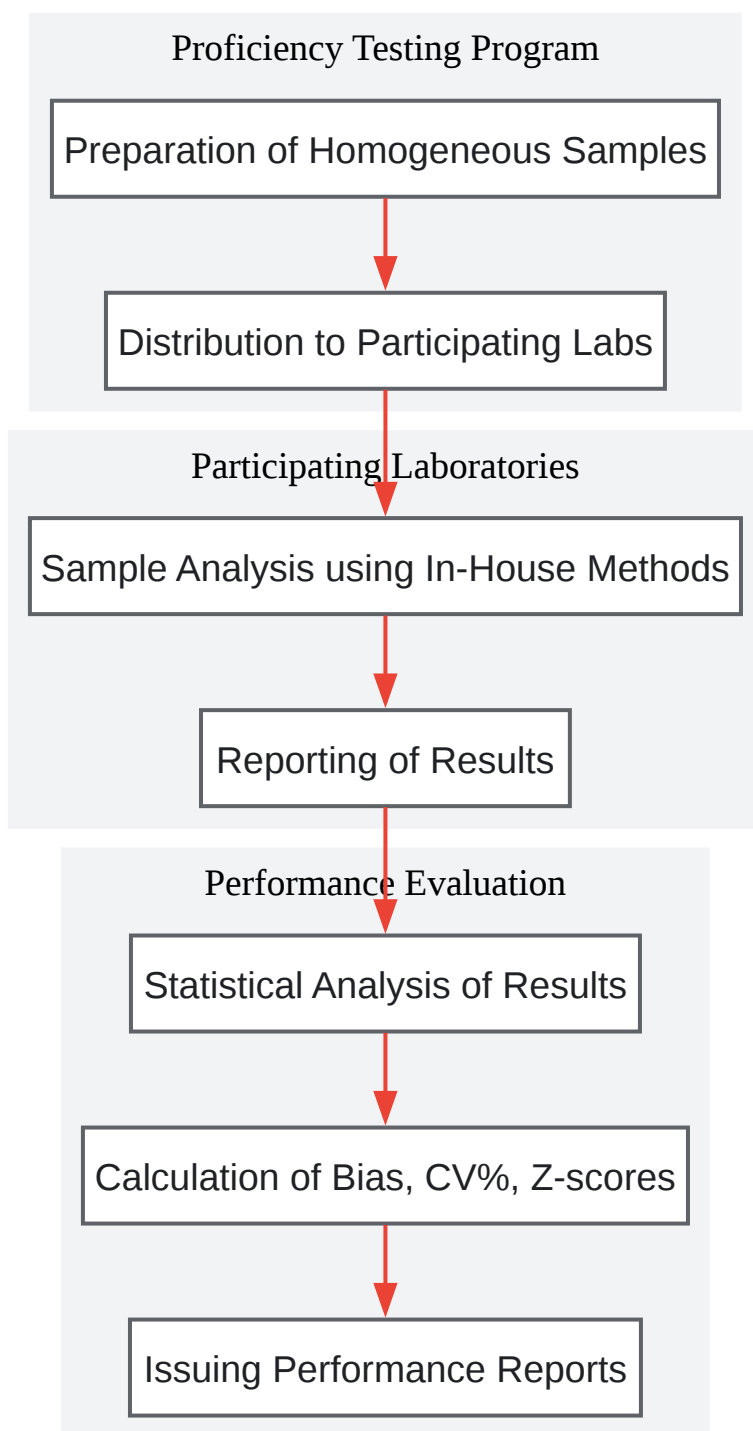 Proficiency Testing Program
Preparation of Homogeneous Samples
Distribution to Participating Labs
Participating Laboratories
Sample Analysis using In-House Methods
Reporting of Results
Performance Evaluation
Statistical Analysis of Results
Calculation of Bias, CV%, Z-scores
Issuing Performance Reports